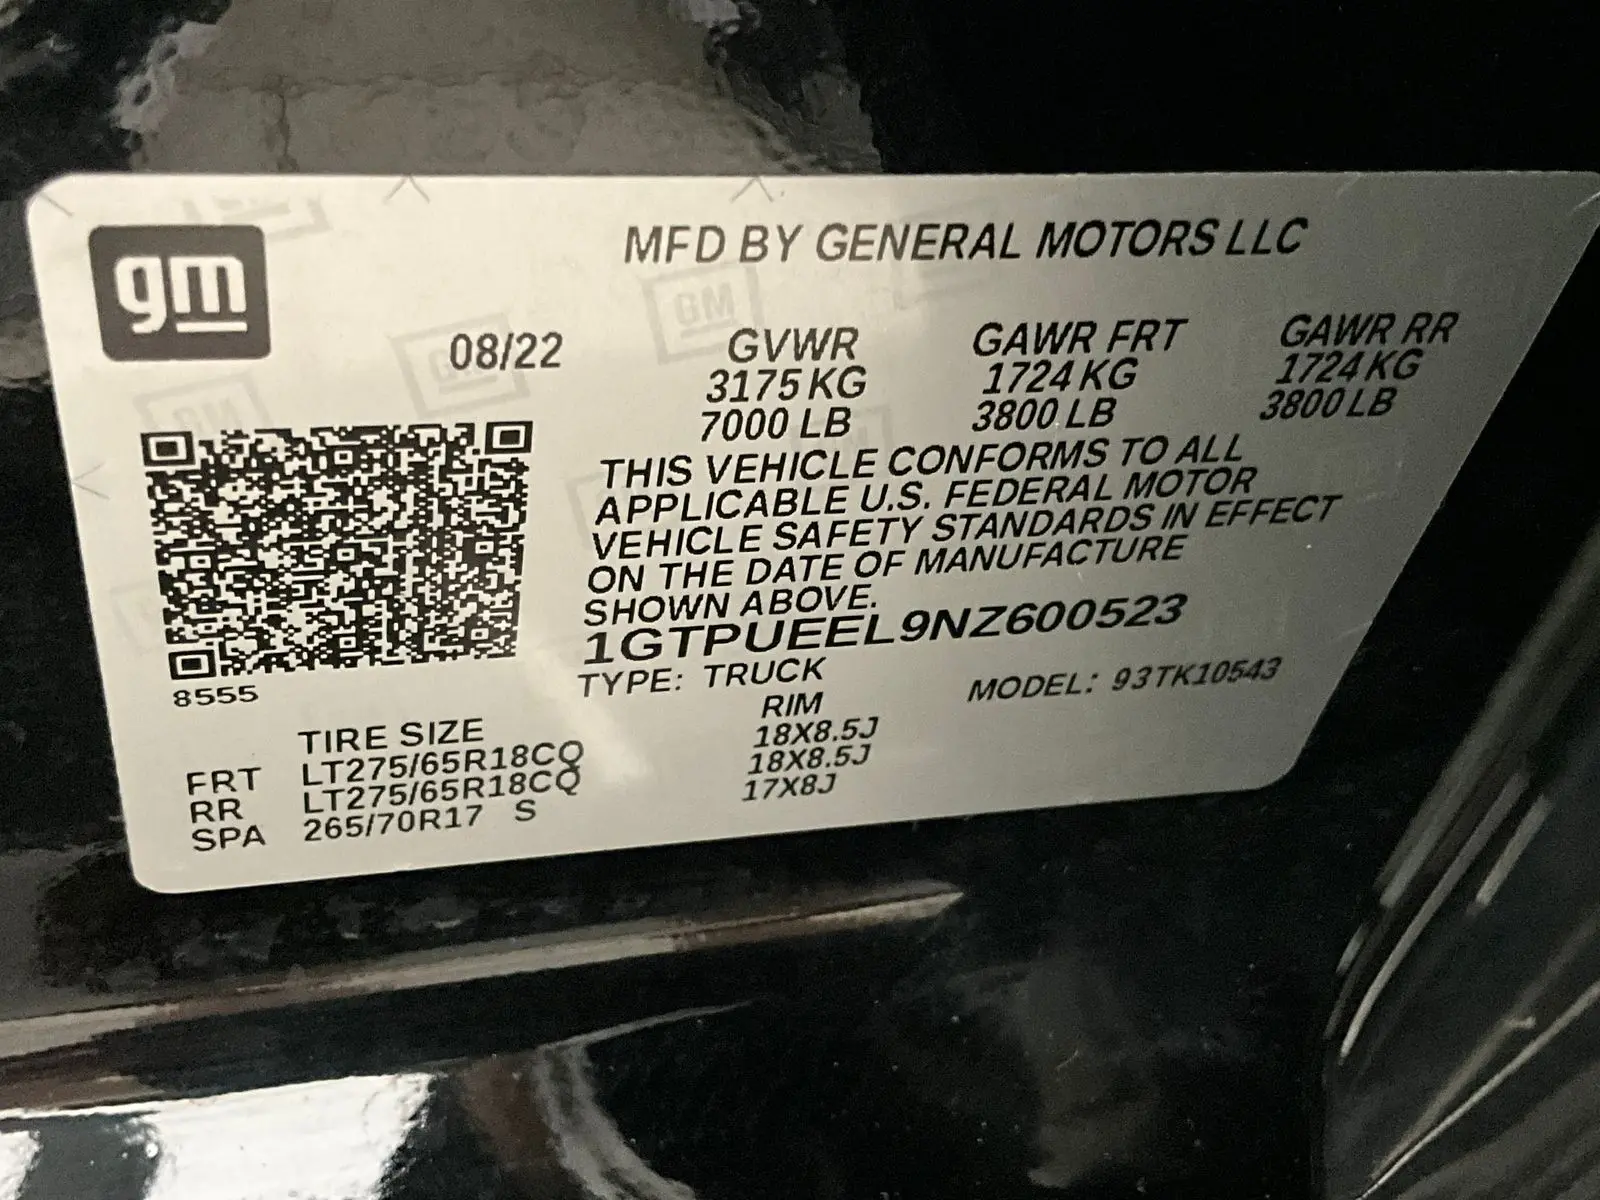 gm
MFD BY GENERAL MOTORS LLC
08/22
GVWR GAWR FRT GAWR RR
3175 KG 1724 KG 1724 KG
7000 LB 3800 LB 3800 LB
THIS VEHICLE CONFORMS TO ALL
APPLICABLE U.S. FEDERAL MOTOR
VEHICLE SAFETY STANDARDS IN EFFECT
ON THE DATE OF MANUFACTURE
SHOWN ABOVE.
1GTPUEEL9NZ600523
TYPE: TRUCK MODEL: 93TK10543
8555
TIRE SIZE RIM
FRT LT275/65R18CQ 18X8.5J
RR LT275/65R18CQ 18X8.5J
SPA 265/70R17 S 17X8J
GM